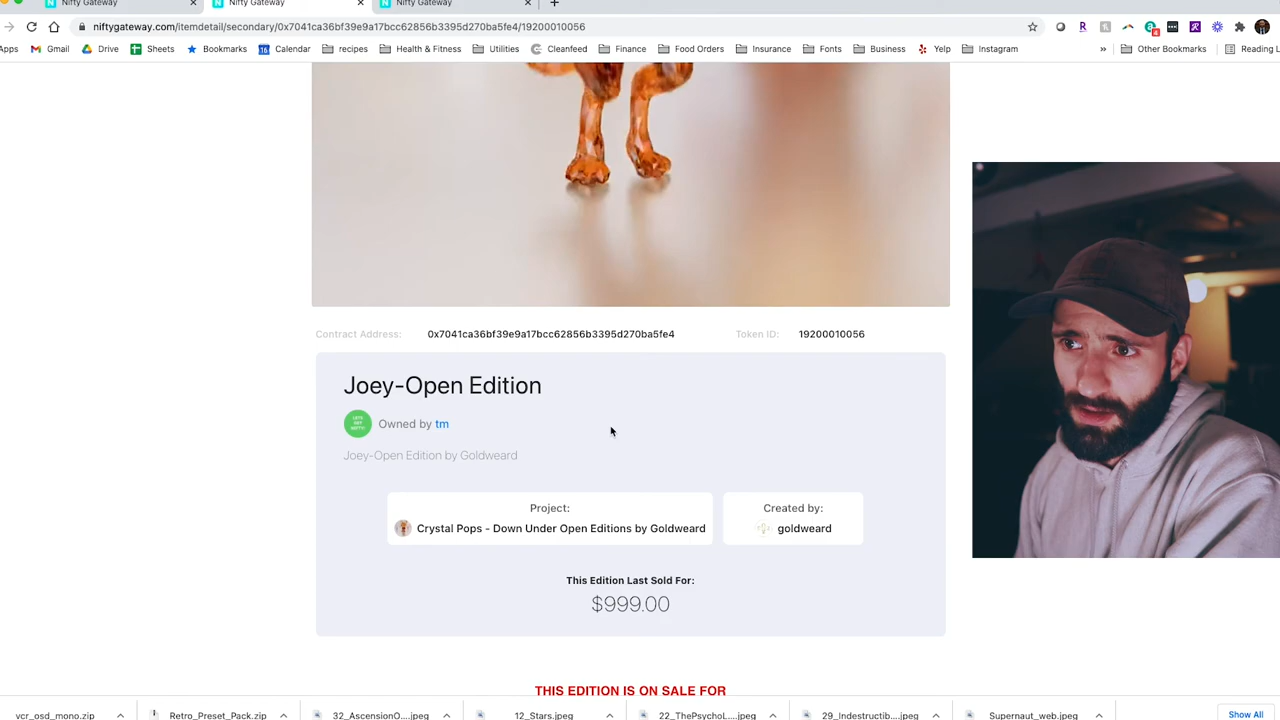 Nifty Gateway
Nifty Gateway
Nifty Gateway
niftygateway.com/itemdetail/secondary/0x7041ca36bf39e9a17bcc62856b3395d270ba5fe4/19200010056
Apps Gmail Drive Sheets Bookmarks 16 Calendar recipes Health & Fitness Utilities Cleanfeed Finance Food Orders Insurance Fonts Business Yelp Instagram » Other Bookmarks Reading L
Contract Address: 0x7041ca36bf39e9a17bcc62856b3395d270ba5fe4 Token ID: 19200010056
Joey-Open Edition
Owned by tm
Joey-Open Edition by Goldweard
Project:
Crystal Pops - Down Under Open Editions by Goldweard
Created by:
goldweard
This Edition Last Sold For:
$999.00
THIS EDITION IS ON SALE FOR
vcr_osd_mono.zip Retro_Preset_Pack.zip 32_AscensionO....jpeg 12_Stars.jpeg 22_ThePsychoL....jpeg 29_Indestructib....jpeg Supernaut_web.jpeg Show All